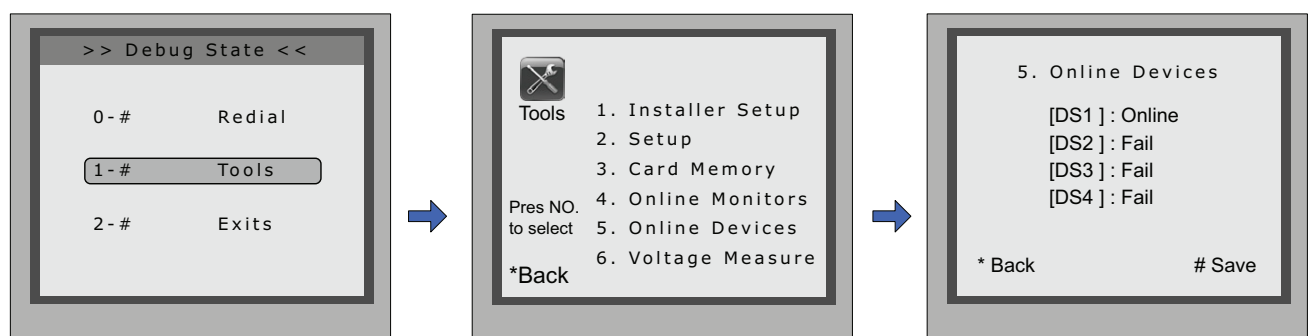 >> Debug State <<
0-# Redial
1-# Tools
2-# Exits
Tools
1. Installer Setup
2. Setup
3. Card Memory
4. Online Monitors
5. Online Devices
6. Voltage Measure
Pres NO.
to select
*Back
5. Online Devices
[DS1 ] : Online
[DS2 ] : Fail
[DS3 ] : Fail
[DS4 ] : Fail
* Back # Save